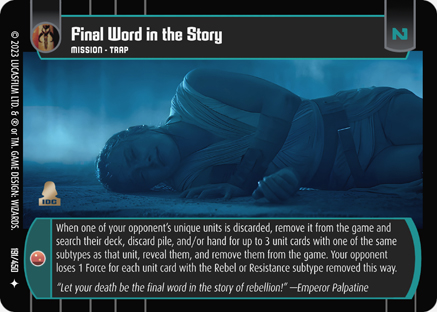 Final Word in the Story
MISSION - TRAP
N
© 2023 LUCASFILM LTD. & ® or TM. GAME DESIGN: WIZARDS.
IOC
When one of your opponent's unique units is discarded, remove it from the game and
search their deck, discard pile, and/or hand for up to 3 unit cards with one of the same
subtypes as that unit, reveal them, and remove them from the game. Your opponent
loses 1 Force for each unit card with the Rebel or Resistance subtype removed this way.
"Let your death be the final word in the story of rebellion!" —Emperor Palpatine